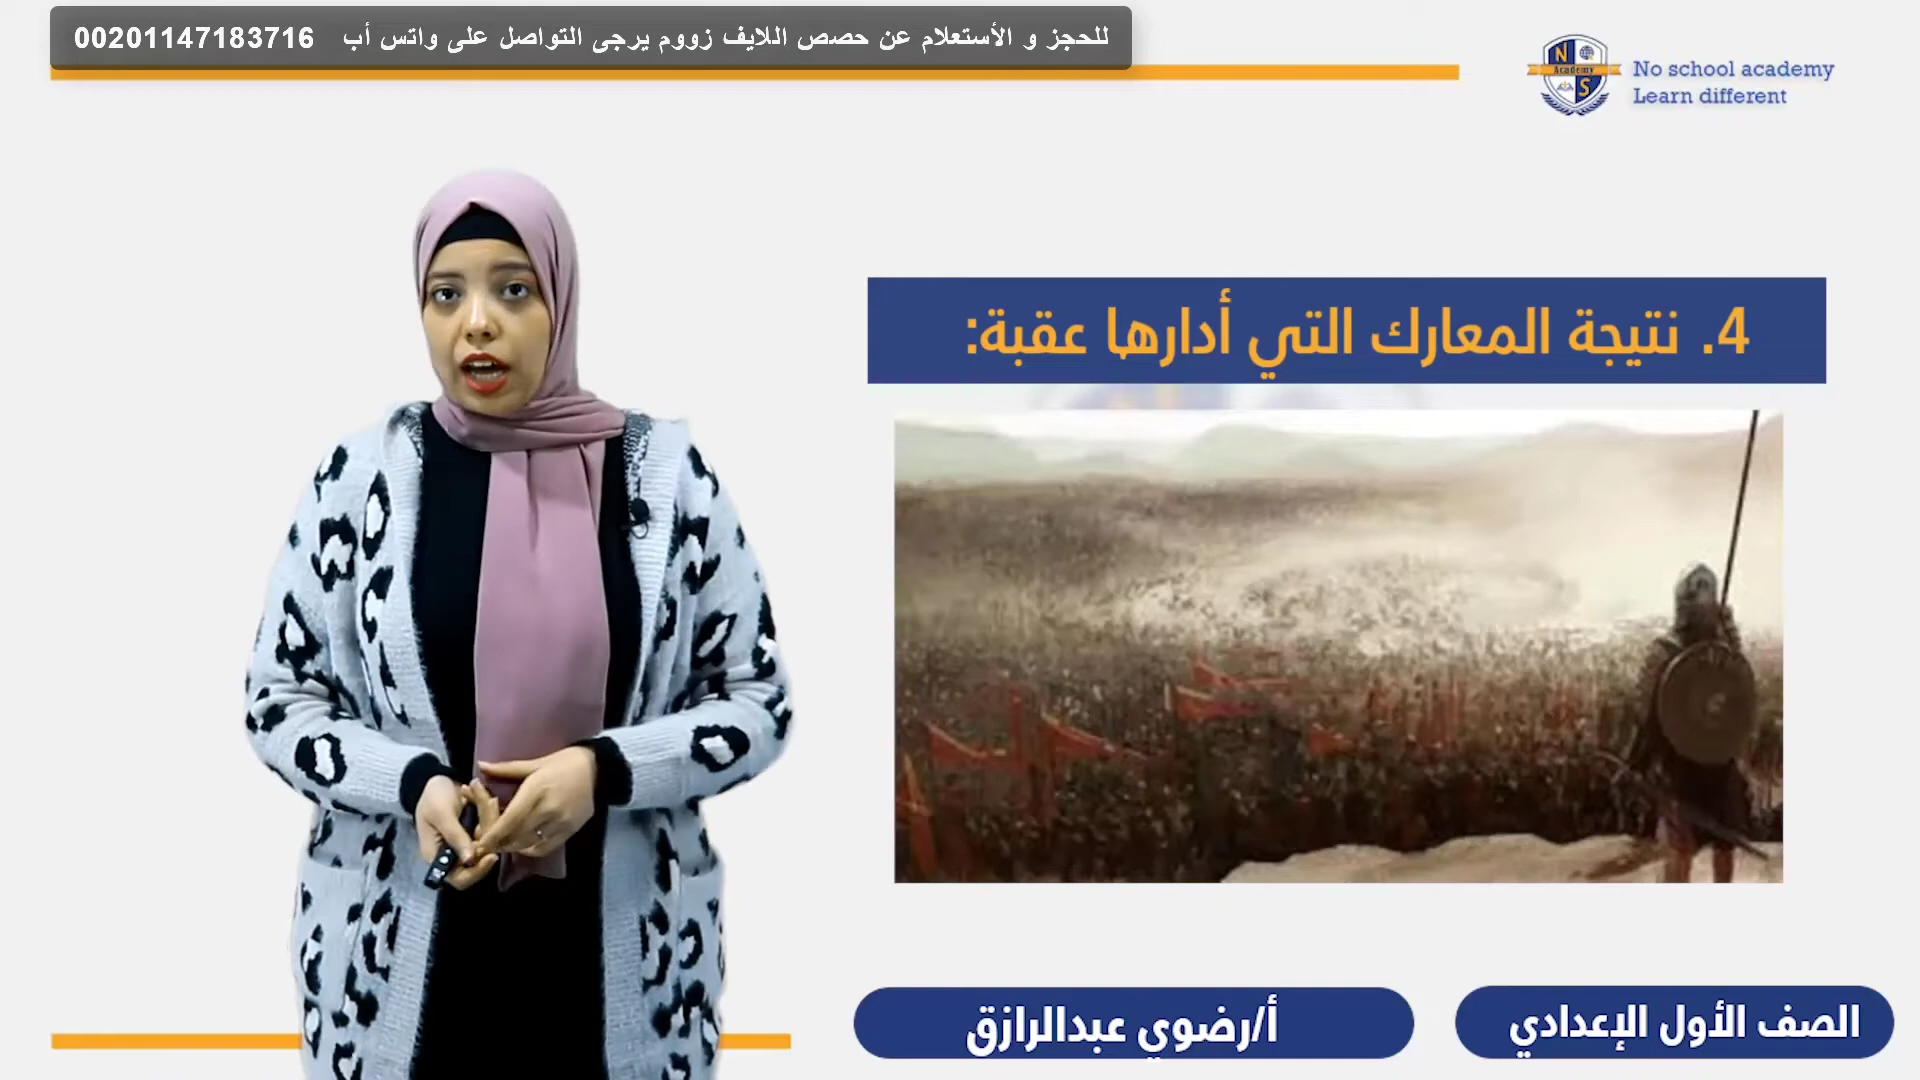 للحجز و الأستعلام عن حصص اللايف زووم يرجى التواصل على واتس أب 00201147183716
N
Academy
S
No school academy
Learn different
4. نتيجة المعارك التي أدارها عقبة:
أ/رضوي عبدالرازق
الصف الأول الإعدادي